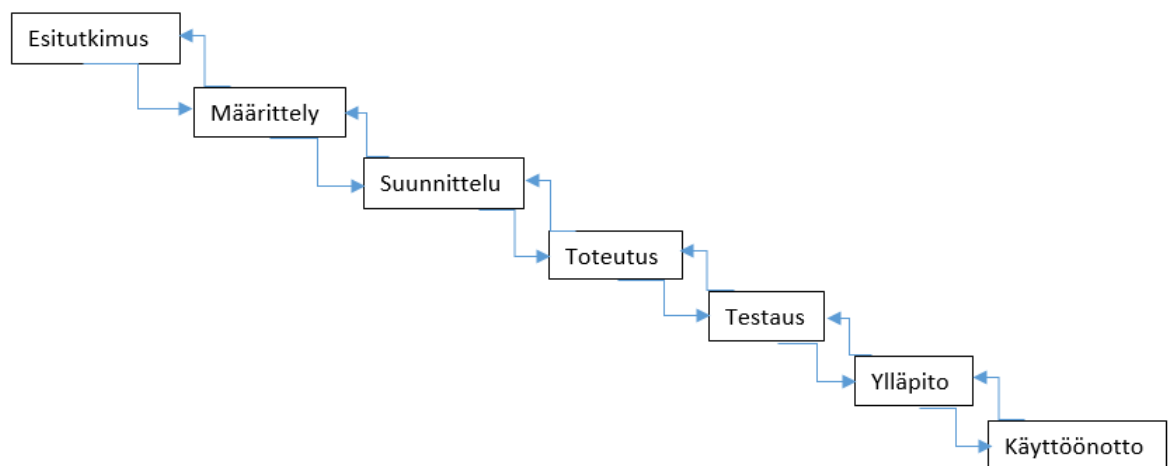 Esitutkimus
Määrittely
Suunnittelu
Toteutus
Testaus
Ylläpito
Käyttöönotto